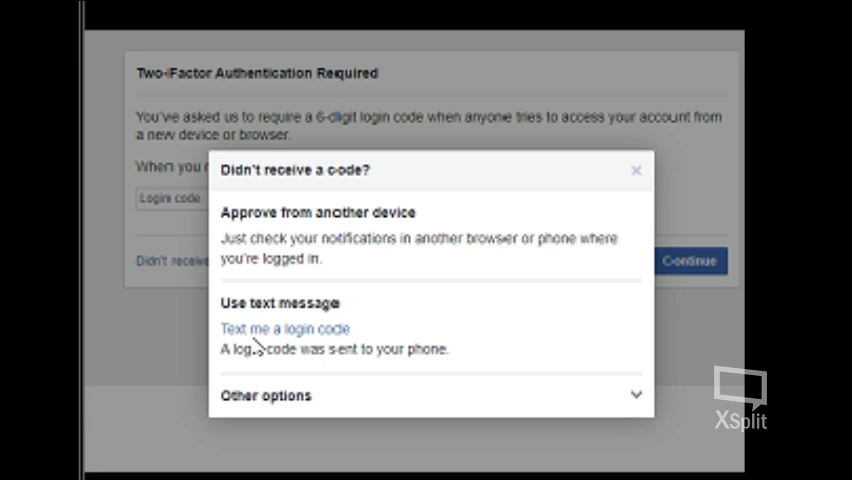 Two-Factor Authentication Required
You've asked us to require a 6-digit login code when anyone tries to access your account from
a new device or browser.
When you
Login code
Didn't receive
Continue
Didn't receive a code?
×
Approve from another device
Just check your notifications in another browser or phone where
you're logged in.
Use text message
Text me a login code
A log code was sent to your phone.
Other options
XSplit